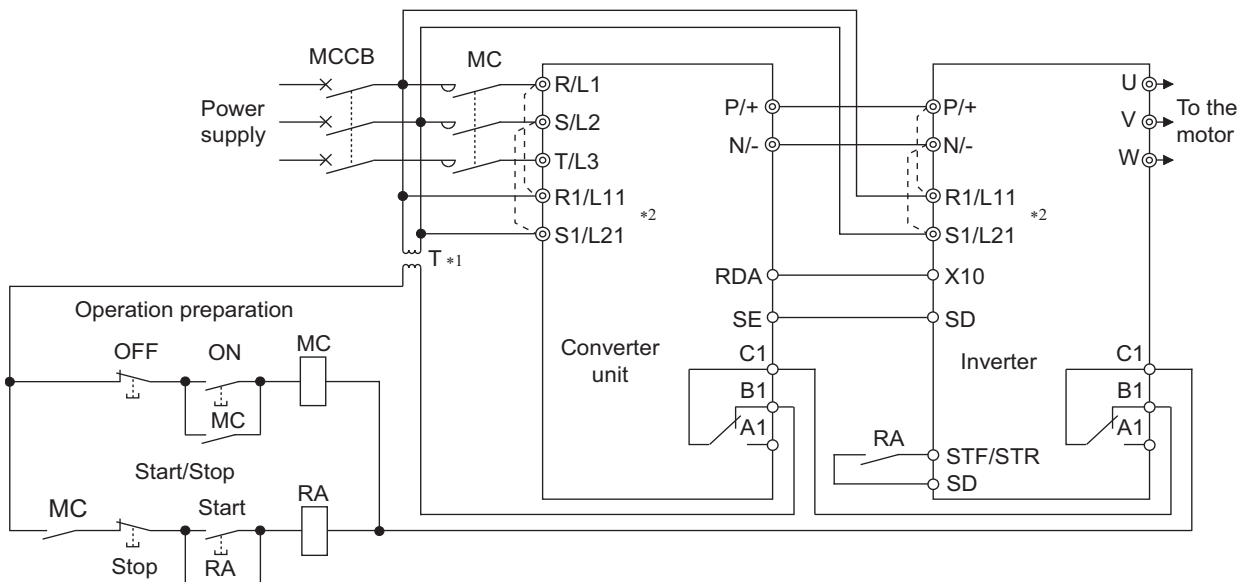 MCCB
MC
Power
supply
R/L1
S/L2
T/L3
R1/L11
*2
S1/L21
T *1
P/+
N/-
P/+
N/-
R1/L11
*2
S1/L21
U
V
W
To the
motor
RDA
X10
SE
SD
Converter
unit
C1
B1
A1
Inverter
C1
B1
A1
RA
STF/STR
SD
Operation preparation
OFF
ON
MC
MC
Start/Stop
MC
Stop
Start
RA
RA